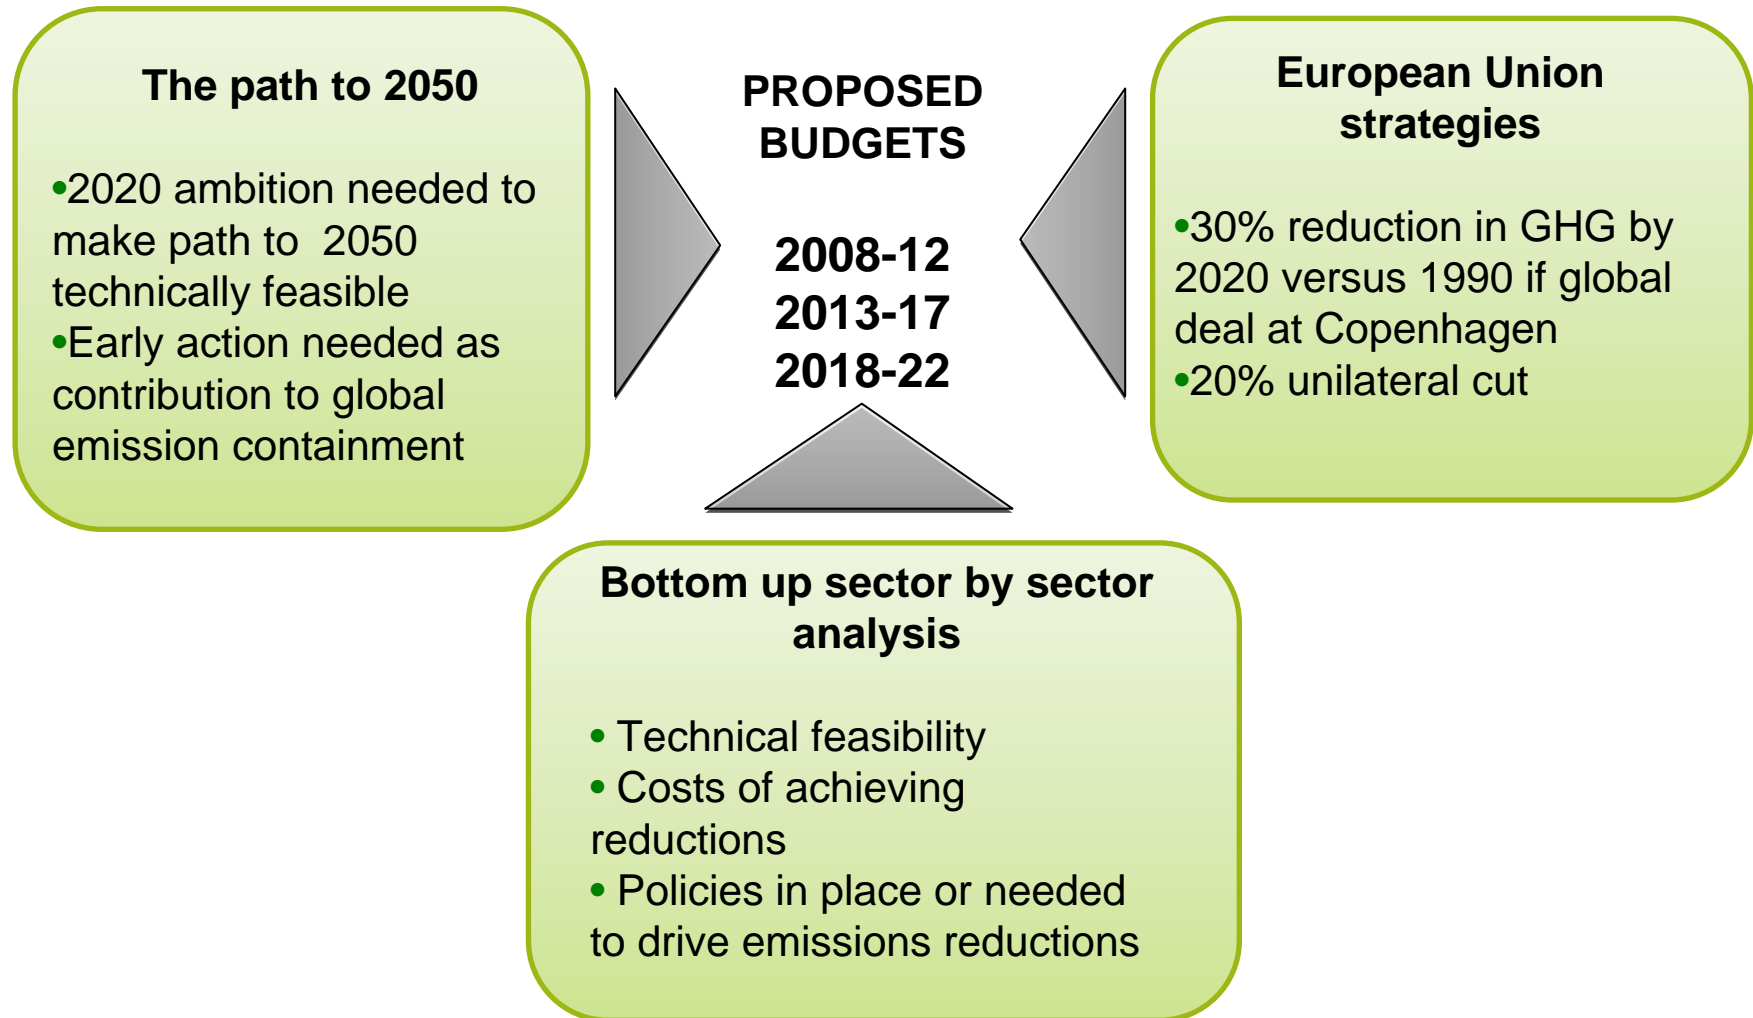 The path to 2050
•2020 ambition needed to
make path to  2050
technically feasible
•Early action needed as
contribution to global
emission containment
PROPOSED
BUDGETS
2008-12
2013-17
2018-22
European Union
strategies
•30% reduction in GHG by
2020 versus 1990 if global
deal at Copenhagen
•20% unilateral cut
Bottom up sector by sector
analysis
• Technical feasibility
• Costs of achieving
reductions
• Policies in place or needed
to drive emissions reductions